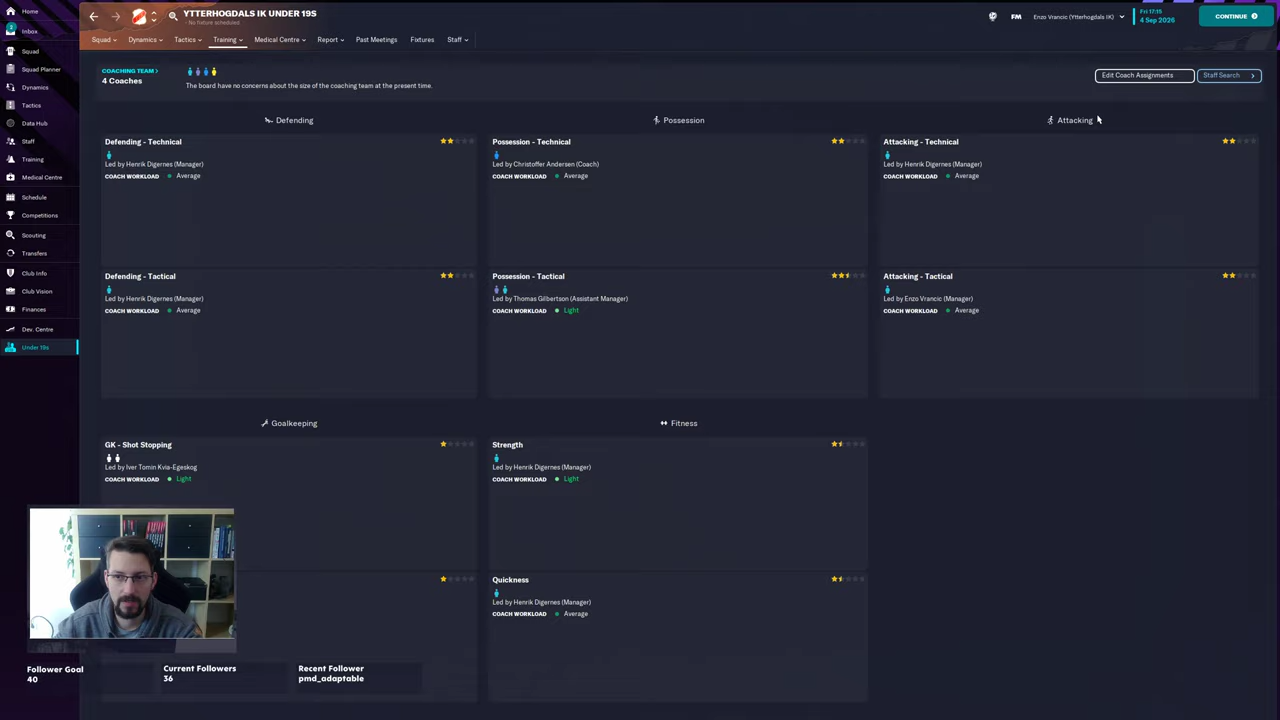 Home
Inbox
Squad
Squad Planner
Dynamics
Tactics
Data Hub
Staff
Training
Medical Centre
Schedule
Competitions
Scouting
Transfers
Club Info
Club Vision
Finances
Dev. Centre
Under 19s
YTTERHOGDALS IK UNDER 19S
- No fixture scheduled
FM
Enzo Vrancic (Ytterhogdals IK)
Fri 17:15
4 Sep 2026
CONTINUE
Squad
Dynamics
Tactics
Training
Medical Centre
Report
Past Meetings
Fixtures
Staff
COACHING TEAM >
4 Coaches
The board have no concerns about the size of the coaching team at the present time.
Edit Coach Assignments
Staff Search
Defending
Possession
Attacking
Defending - Technical
Led by Henrik Digernes (Manager)
COACH WORKLOAD Average
Possession - Technical
Led by Christoffer Andersen (Coach)
COACH WORKLOAD Average
Attacking - Technical
Led by Henrik Digernes (Manager)
COACH WORKLOAD Average
Defending - Tactical
Led by Henrik Digernes (Manager)
COACH WORKLOAD Average
Possession - Tactical
Led by Thomas Gilbertson (Assistant Manager)
COACH WORKLOAD Light
Attacking - Tactical
Led by Enzo Vrancic (Manager)
COACH WORKLOAD Average
Goalkeeping
Fitness
GK - Shot Stopping
Led by Iver Tomin Kvia-Egeskog
COACH WORKLOAD Light
Strength
Led by Henrik Digernes (Manager)
COACH WORKLOAD Light
Quickness
Led by Henrik Digernes (Manager)
COACH WORKLOAD Average
Follower Goal
40
Current Followers
36
Recent Follower
pmd_adaptable